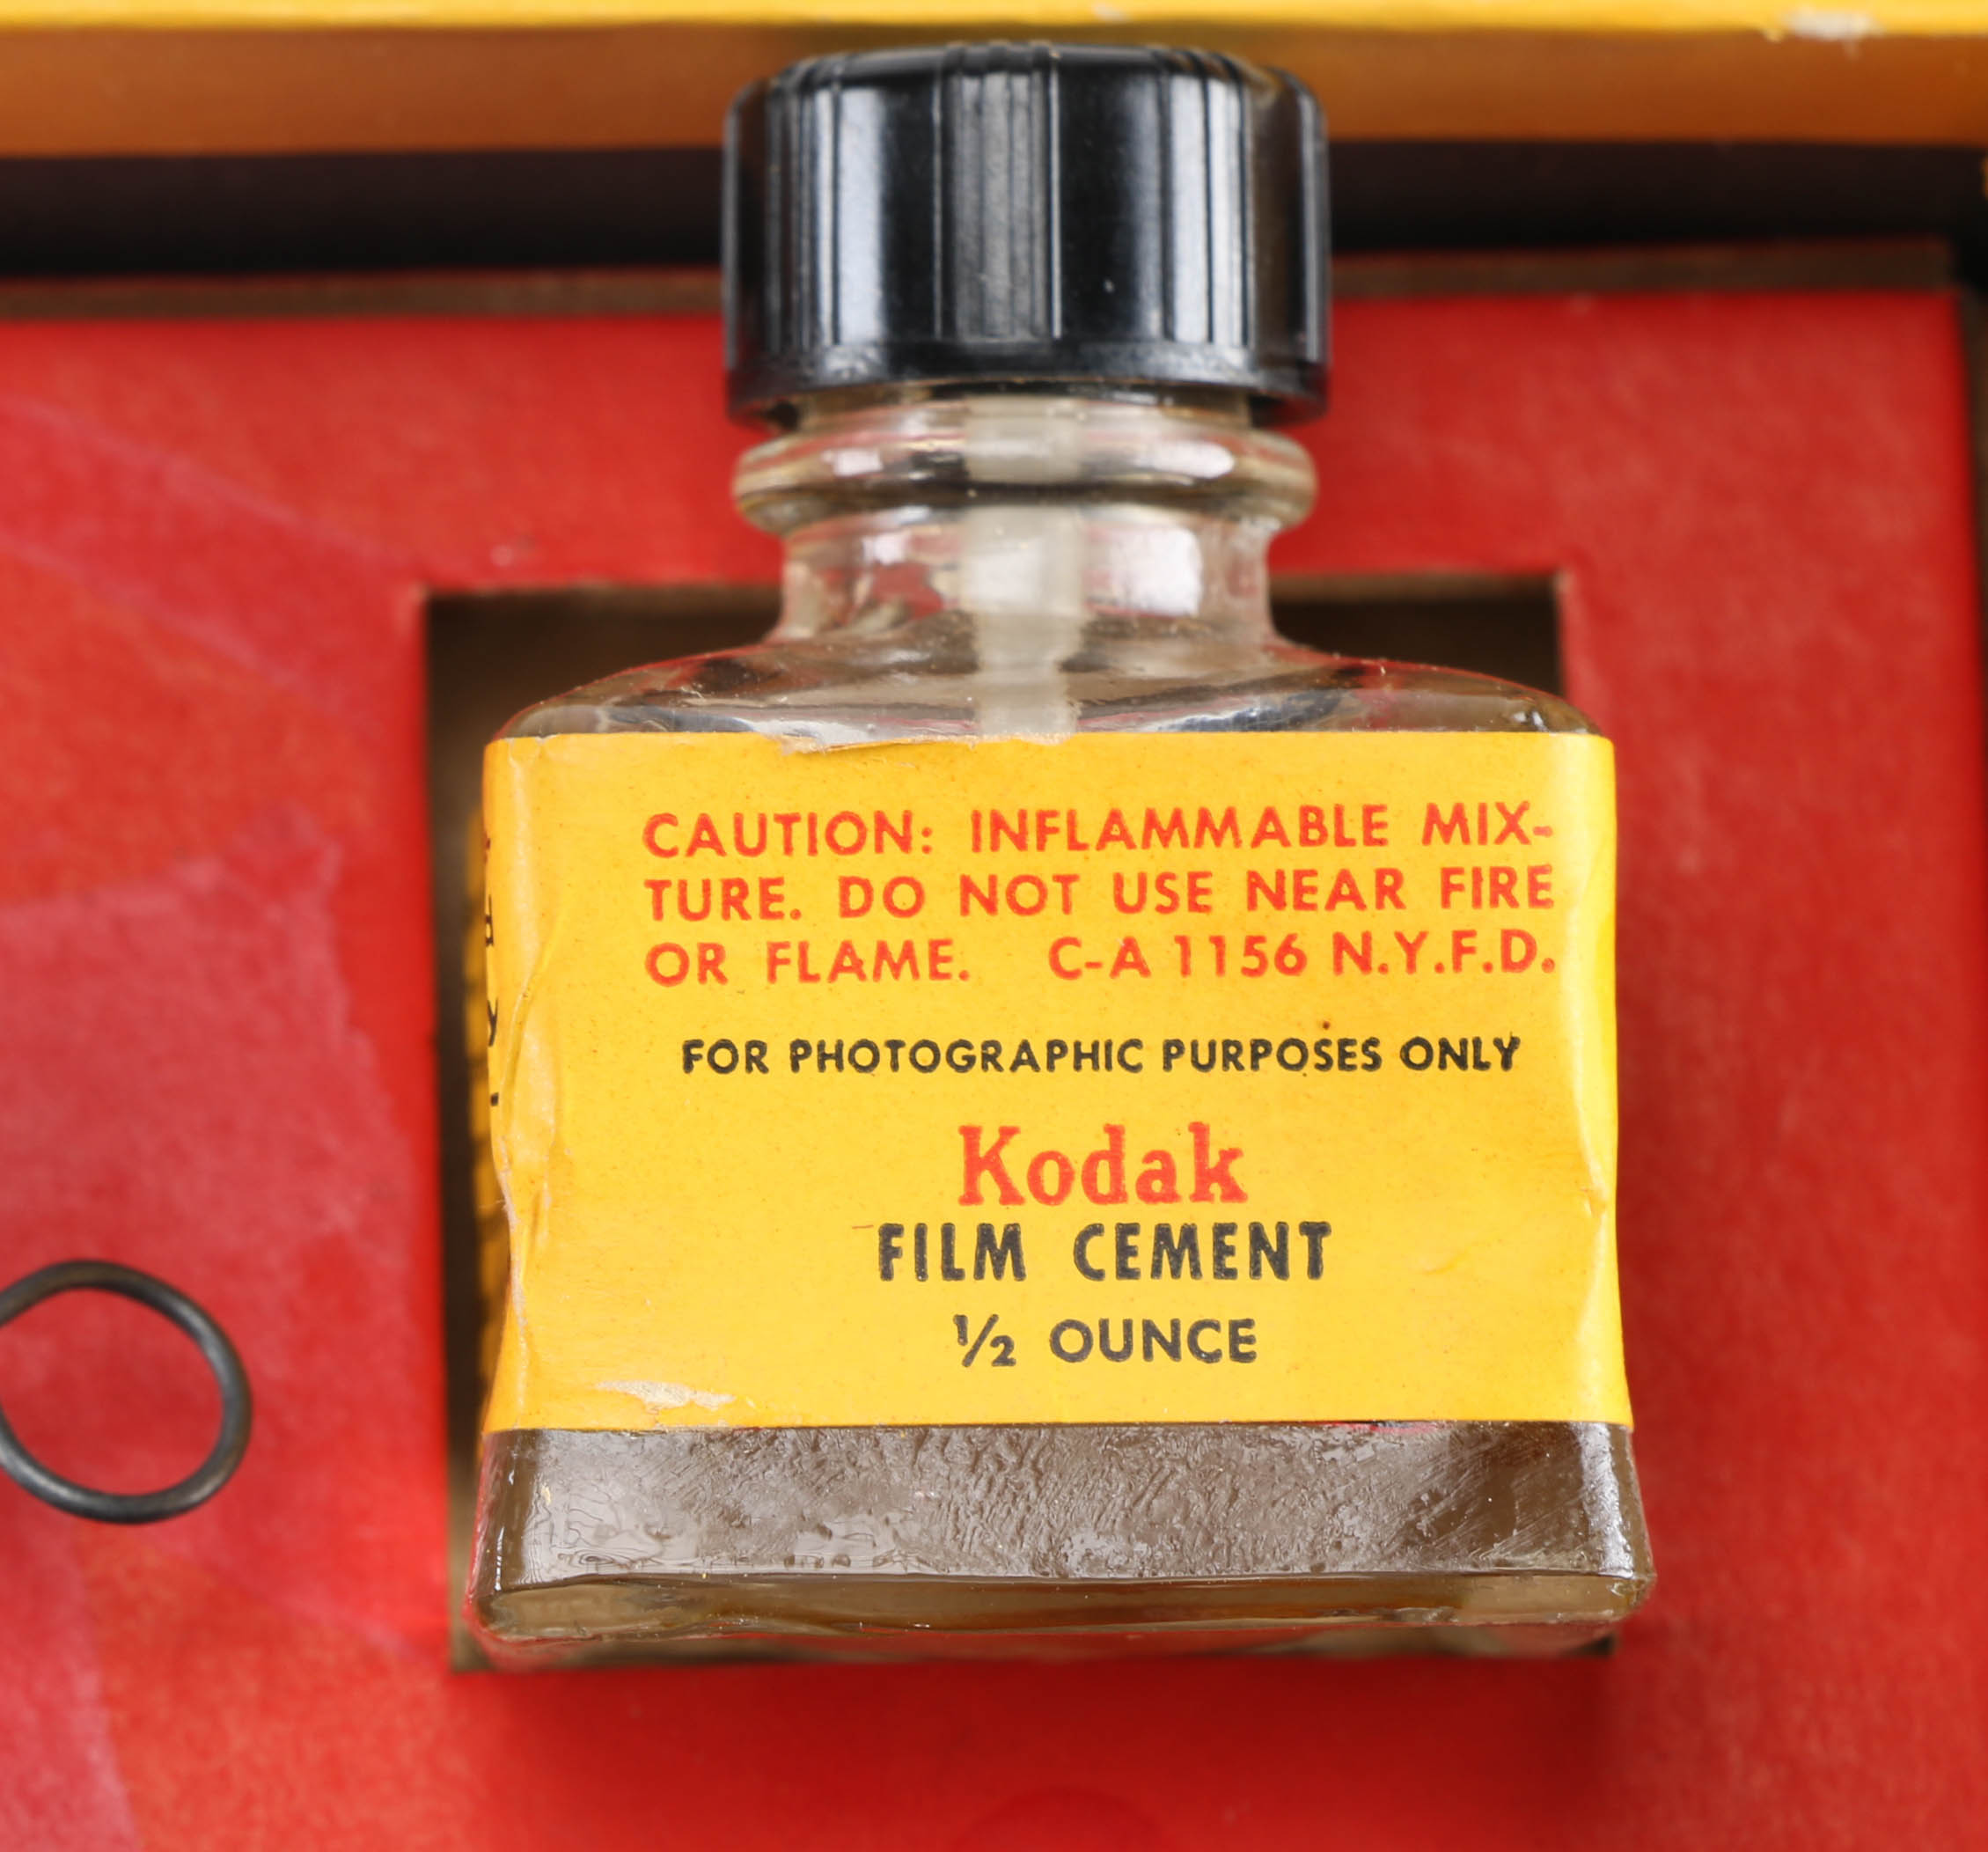 CAUTION: INFLAMMABLE MIX-
TURE. DO NOT USE NEAR FIRE
OR FLAME. C-A 1156 N.Y.F.D.
FOR PHOTOGRAPHIC PURPOSES ONLY
Kodak
FILM CEMENT
½ OUNCE